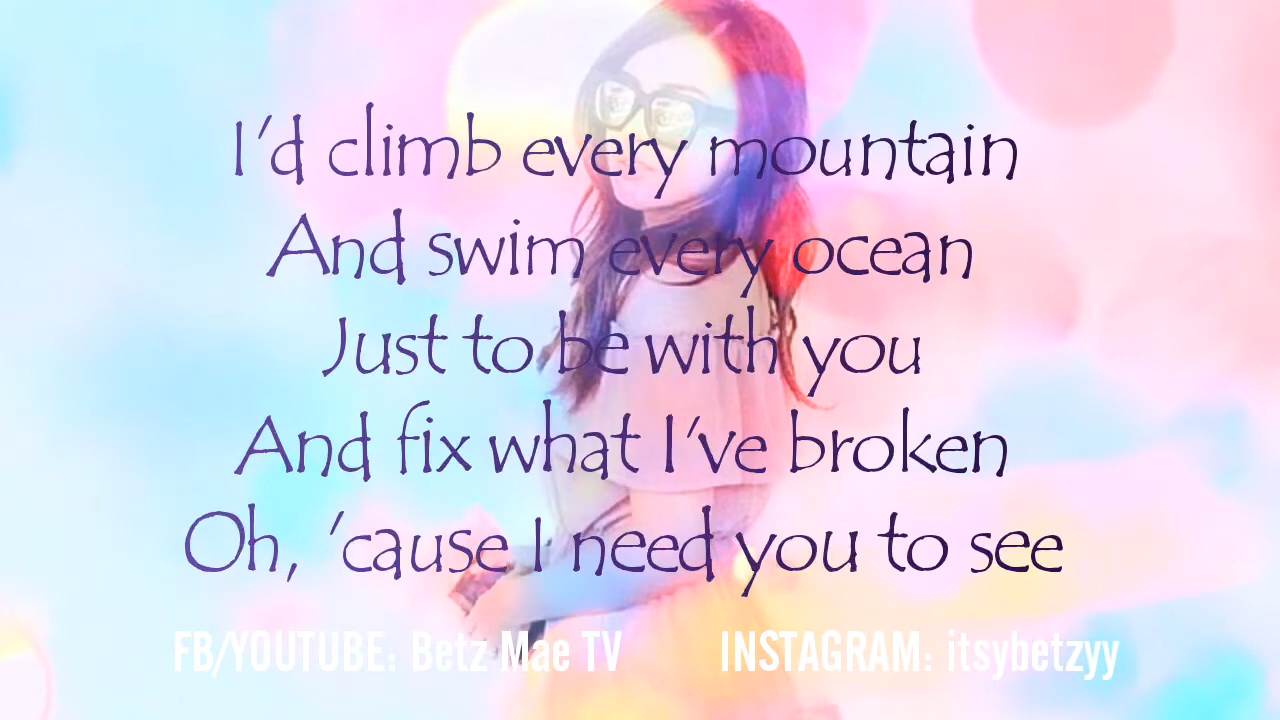 I'd climb every mountain
And swim every ocean
Just to be with you
And fix what I've broken
Oh, 'cause I need you to see
FB/YOUTUBE: Betz Mae TV INSTAGRAM: itsybetzyy